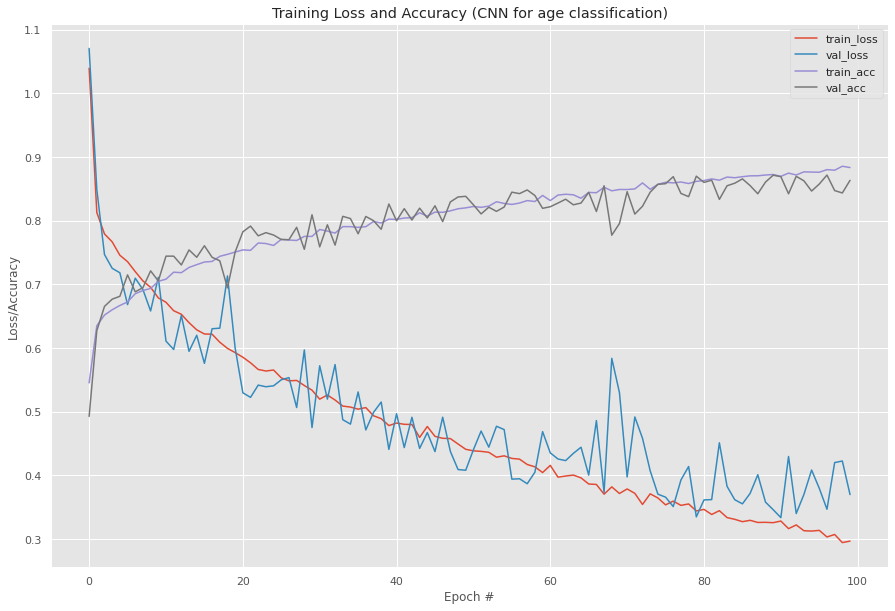 Training Loss and Accuracy (CNN for age classification)
train_loss
val_loss
train_acc
val_acc
Loss/Accuracy
1.1
1.0
0.9
0.8
0.7
0.6
0.5
0.4
0.3
0 20 40 60 80 100
Epoch #